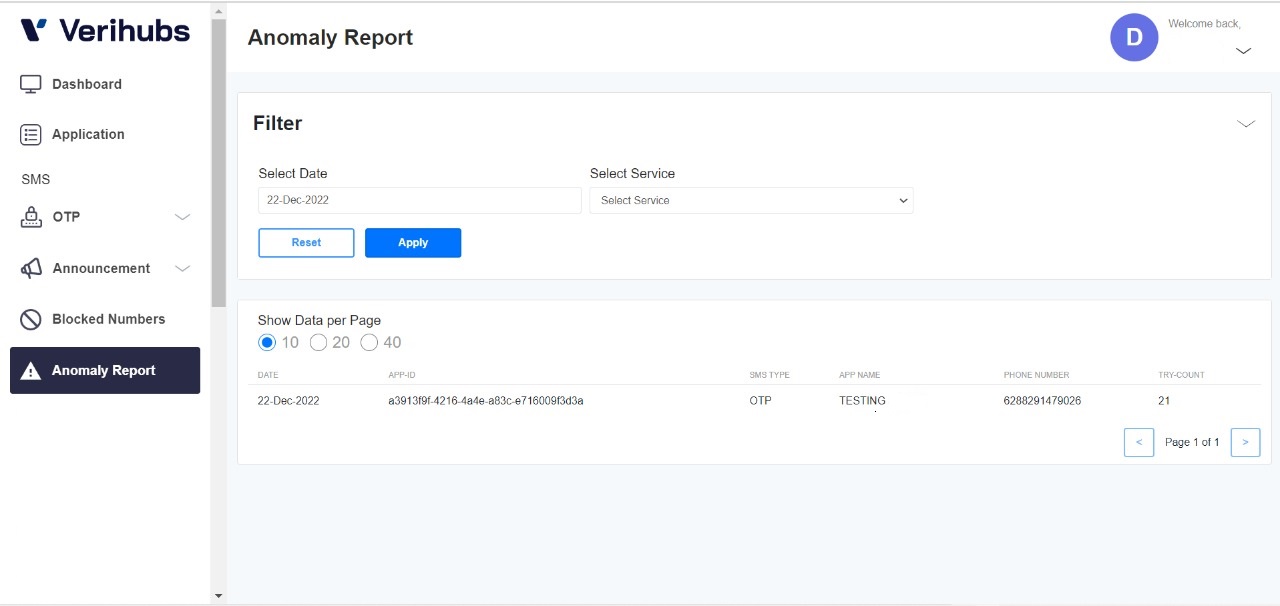 Verihubs
Dashboard
Application
SMS
OTP
Announcement
Blocked Numbers
Anomaly Report
Anomaly Report
D
Welcome back,
Filter
Select Date
Select Service
22-Dec-2022
Select Service
Reset
Apply
Show Data per Page
10 20 40
DATE APP-ID SMS TYPE APP NAME PHONE NUMBER TRY-COUNT
22-Dec-2022 a3913f9f-4216-4a4e-a83c-e716009f3d3a OTP TESTING 6288291479026 21
< Page 1 of 1 >